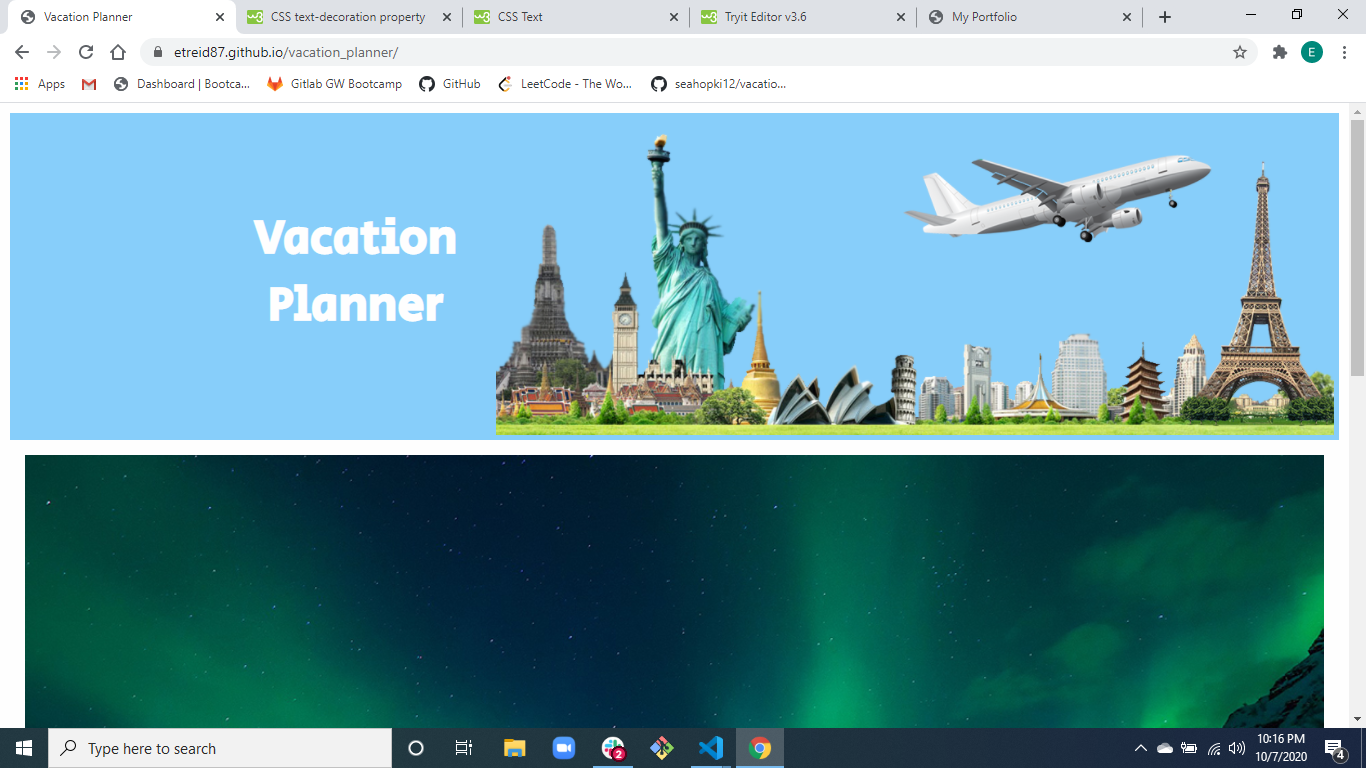 Vacation Planner
CSS text-decoration property
CSS Text
Tryit Editor v3.6
My Portfolio
etreid87.github.io/vacation_planner/
E
Apps
Dashboard | Bootca...
Gitlab GW Bootcamp
GitHub
LeetCode - The Wo...
seahopki12/vacatio...
Vacation
Planner
Type here to search
2
10:16 PM
10/7/2020
4